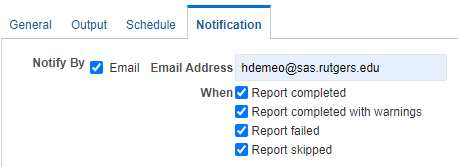 General Output Schedule Notification
Notify By Email Email Address hdemeo@sas.rutgers.edu
When Report completed
Report completed with warnings
Report failed
Report skipped